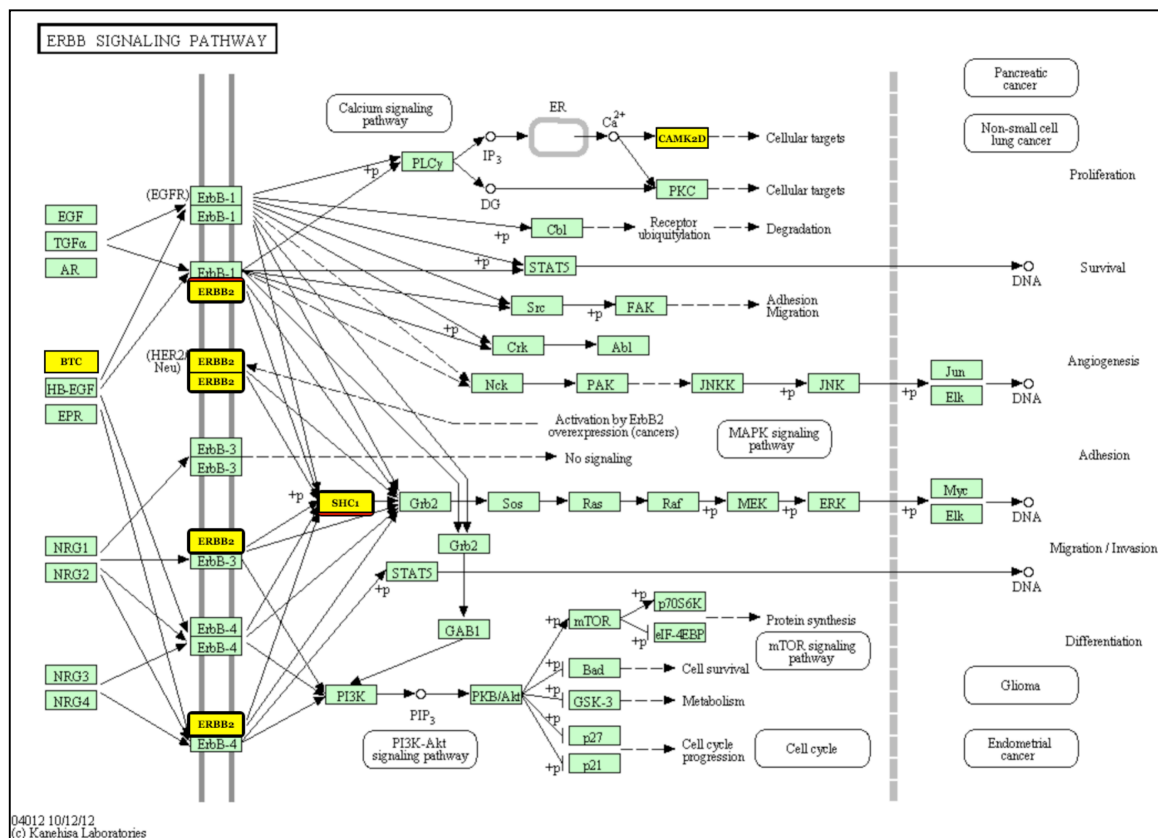 ERBB SIGNALING PATHWAY
Pancreatic
cancer
Calcium signaling
pathway
ER
Ca2+
IP3
CAMK2D
Cellular targets
Non-small cell
lung cancer
+p
PLCγ
DG
PKC
Cellular targets
Proliferation
(EGFR)
ErbB-1
ErbB-1
EGF
TGFα
AR
+p
Cbl
Receptor
ubiquitylation
Degradation
+p
STAT5
DNA
Survival
ErbB-1
ERBB2
Src
+p
FAK
Adhesion
Migration
+p
Crk
Abl
BTC
HB-EGF
EPR
(HER2/
Neu)
ERBB2
ERBB2
Nck
PAK
JNKK
+p
JNK
+p
Jun
Elk
DNA
Angiogenesis
Activation by ErbB2
overexpression (cancers)
MAPK signaling
pathway
ErbB-3
ErbB-3
No signaling
Adhesion
+p
SHC1
Grb2
Sos
Ras
Raf
+p
MEK
+p
ERK
+p
Myc
Elk
DNA
NRG1
NRG2
ERBB2
ErbB-3
Grb2
Migration / Invasion
+p
STAT5
DNA
ErbB-4
ErbB-4
GAB1
+p
mTOR
+p
p70S6K
+p
eIF-4EBP
Protein synthesis
mTOR signaling
pathway
Differentiation
NRG3
NRG4
PI3K
PIP3
PKB/Akt
+p
Bad
Cell survival
+p
GSK-3
Metabolism
Glioma
ERBB2
ErbB-4
PI3K-Akt
signaling pathway
+p
p27
+p
p21
Cell cycle
progression
Cell cycle
Endometrial
cancer
04012 10/12/12
(c) Kanehisa Laboratories